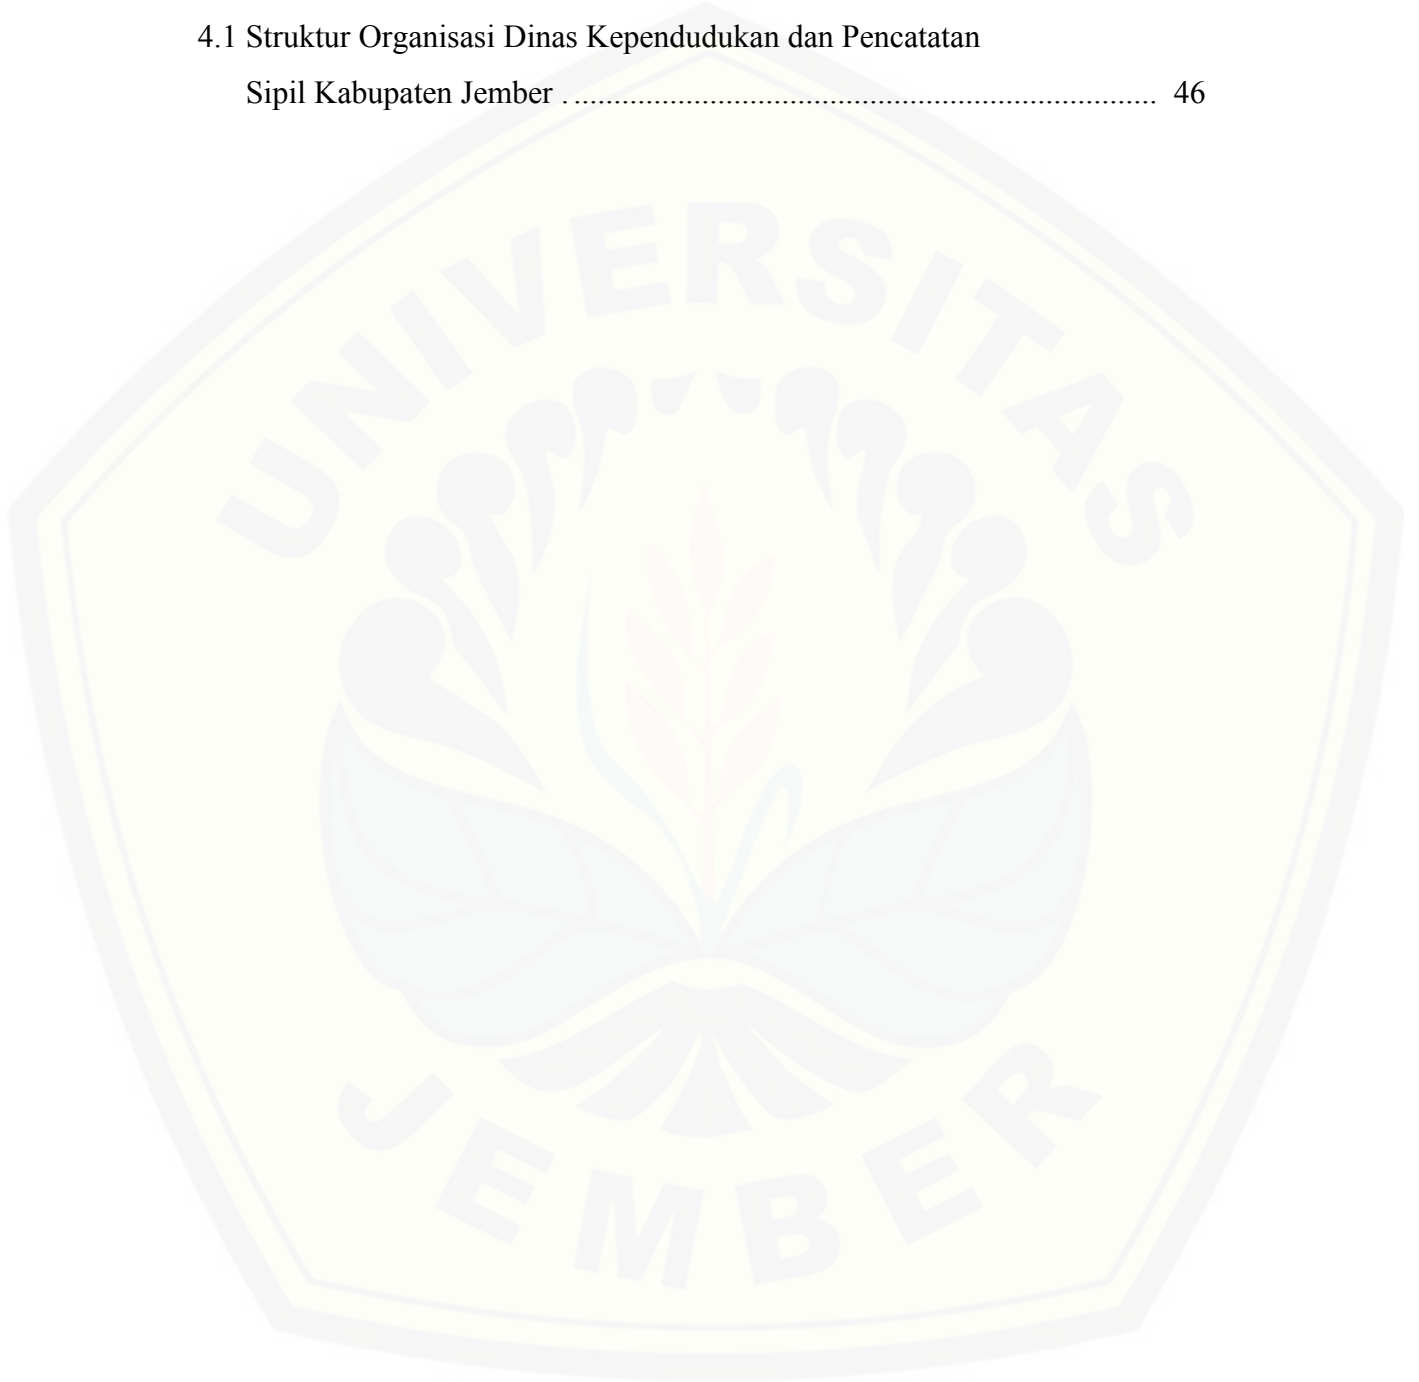 4.1 Struktur Organisasi Dinas Kependudukan dan Pencatatan
Sipil Kabupaten Jember . ......................................................................... 46
UNIVERSITAS
JEMBER